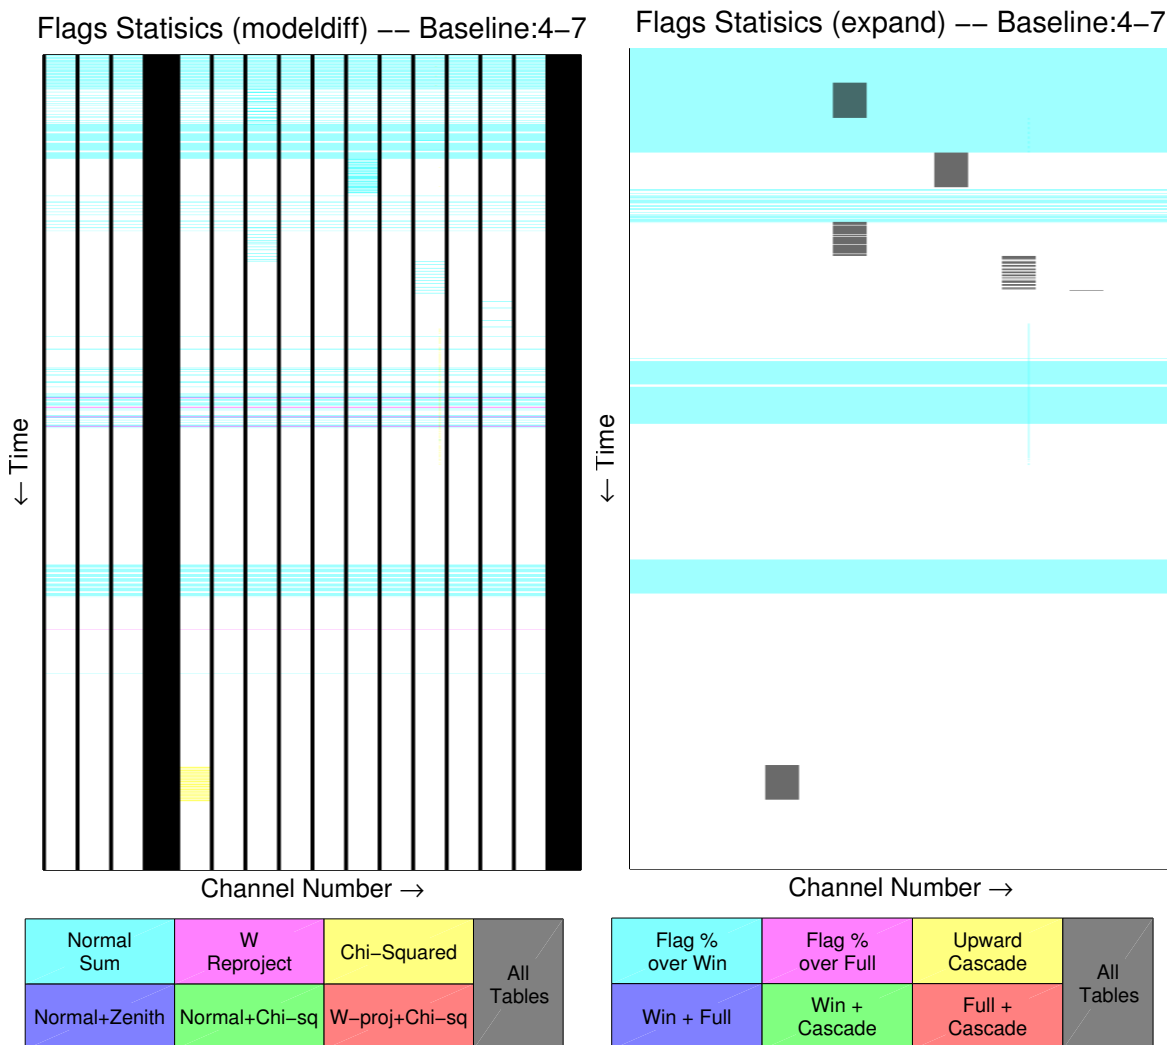 Flags Statisics (modeldiff) −− Baseline:4−7
Flags Statisics (expand) −− Baseline:4−7
← Time
← Time
Channel Number →
Channel Number →
Normal
Sum
W
Reproject
Chi−Squared
All
Tables
Normal+Zenith
Normal+Chi−sq
W−proj+Chi−sq
Flag %
over Win
Flag %
over Full
Upward
Cascade
All
Tables
Win + Full
Win +
Cascade
Full +
Cascade